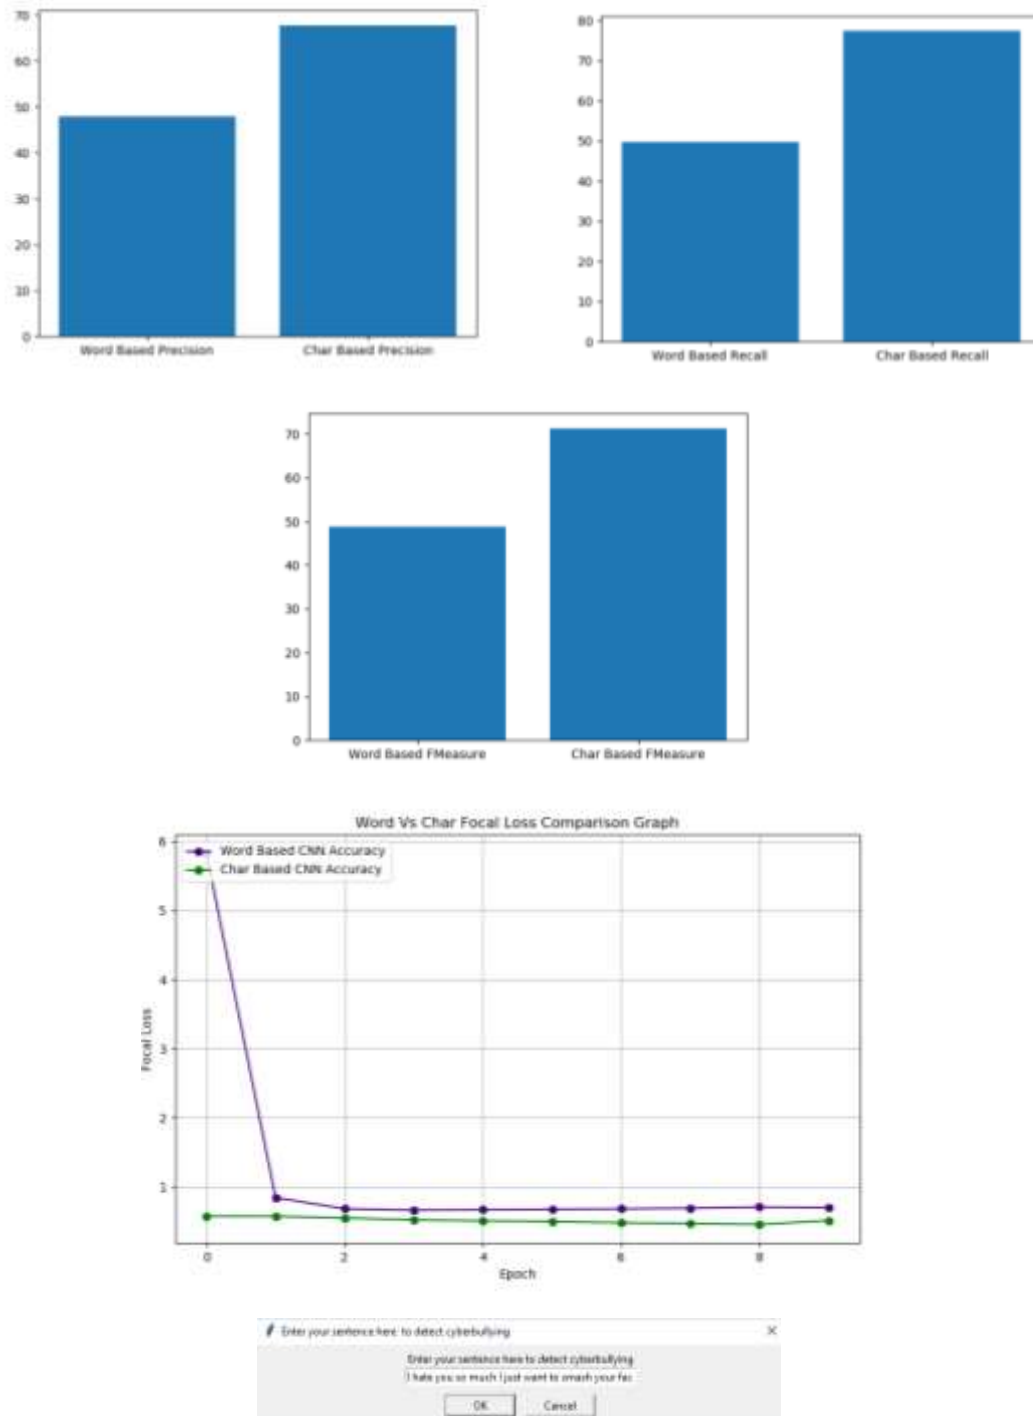 70
60
50
40
30
20
10
0
Word Based Precision
Char Based Precision
80
70
60
50
40
30
20
10
0
Word Based Recall
Char Based Recall
70
60
50
40
30
20
10
0
Word Based FMeasure
Char Based FMeasure
Word Vs Char Focal Loss Comparison Graph
Word Based CNN Accuracy
Char Based CNN Accuracy
6
5
4
3
2
1
Focal Loss
0 2 4 6 8
Epoch
Enter your sentence here to detect cyberbullying
Enter your sentence here to detect cyberbullying
I hate you so much I just want to smash your fac
OK
Cancel